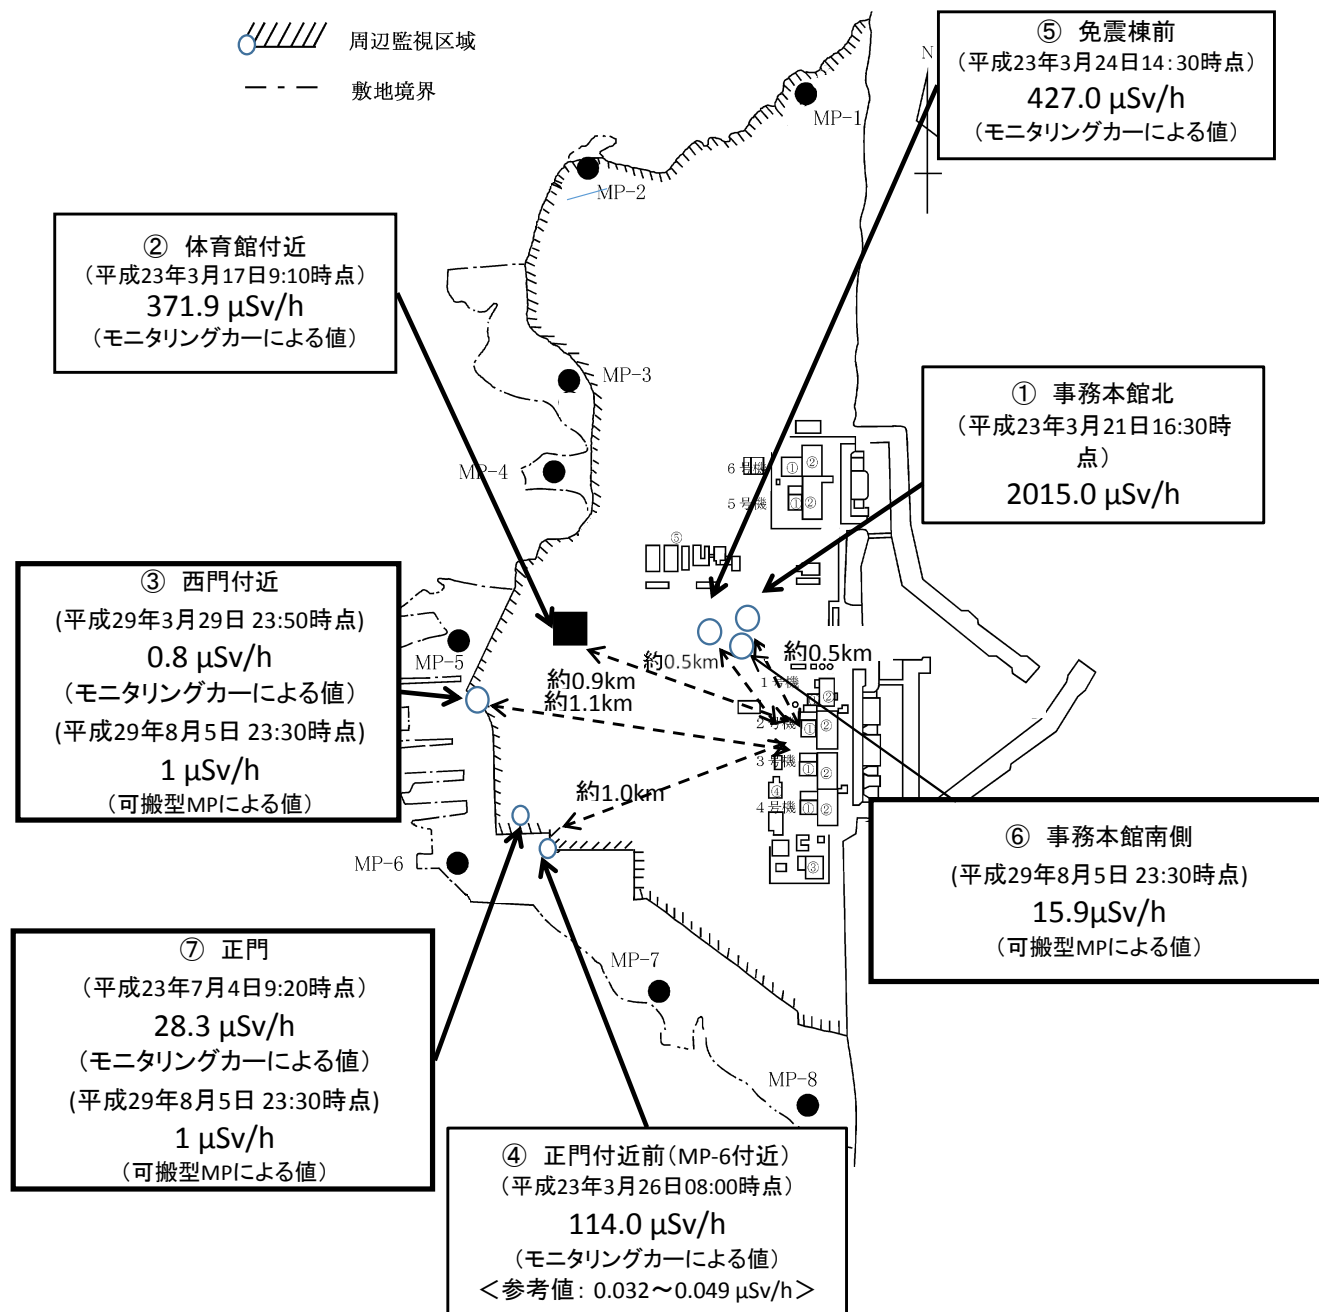 周辺監視区域
敷地境界
⑤ 免震棟前
(平成23年3月24日14:30時点)
427.0 μSv/h
(モニタリングカーによる値)
N
MP-1
MP-2
② 体育館付近
(平成23年3月17日9:10時点)
371.9 μSv/h
(モニタリングカーによる値)
MP-3
① 事務本館北
(平成23年3月21日16:30時
点)
2015.0 μSv/h
MP-4
6号機
①
②
5号機
①
②
⑤
③ 西門付近
(平成29年3月29日 23:50時点)
0.8 μSv/h
(モニタリングカーによる値)
(平成29年8月5日 23:30時点)
1 μSv/h
(可搬型MPによる値)
MP-5
約0.9km
約1.1km
約0.5km
約0.5km
1号機
②
2号機
①
②
3号機
①
②
④
4号機
①
②
③
約1.0km
MP-6
⑥ 事務本館南側
(平成29年8月5日 23:30時点)
15.9μSv/h
(可搬型MPによる値)
⑦ 正門
(平成23年7月4日9:20時点)
28.3 μSv/h
(モニタリングカーによる値)
(平成29年8月5日 23:30時点)
1 μSv/h
(可搬型MPによる値)
MP-7
MP-8
④ 正門付近前(MP-6付近)
(平成23年3月26日08:00時点)
114.0 μSv/h
(モニタリングカーによる値)
<参考値: 0.032～0.049 μSv/h>